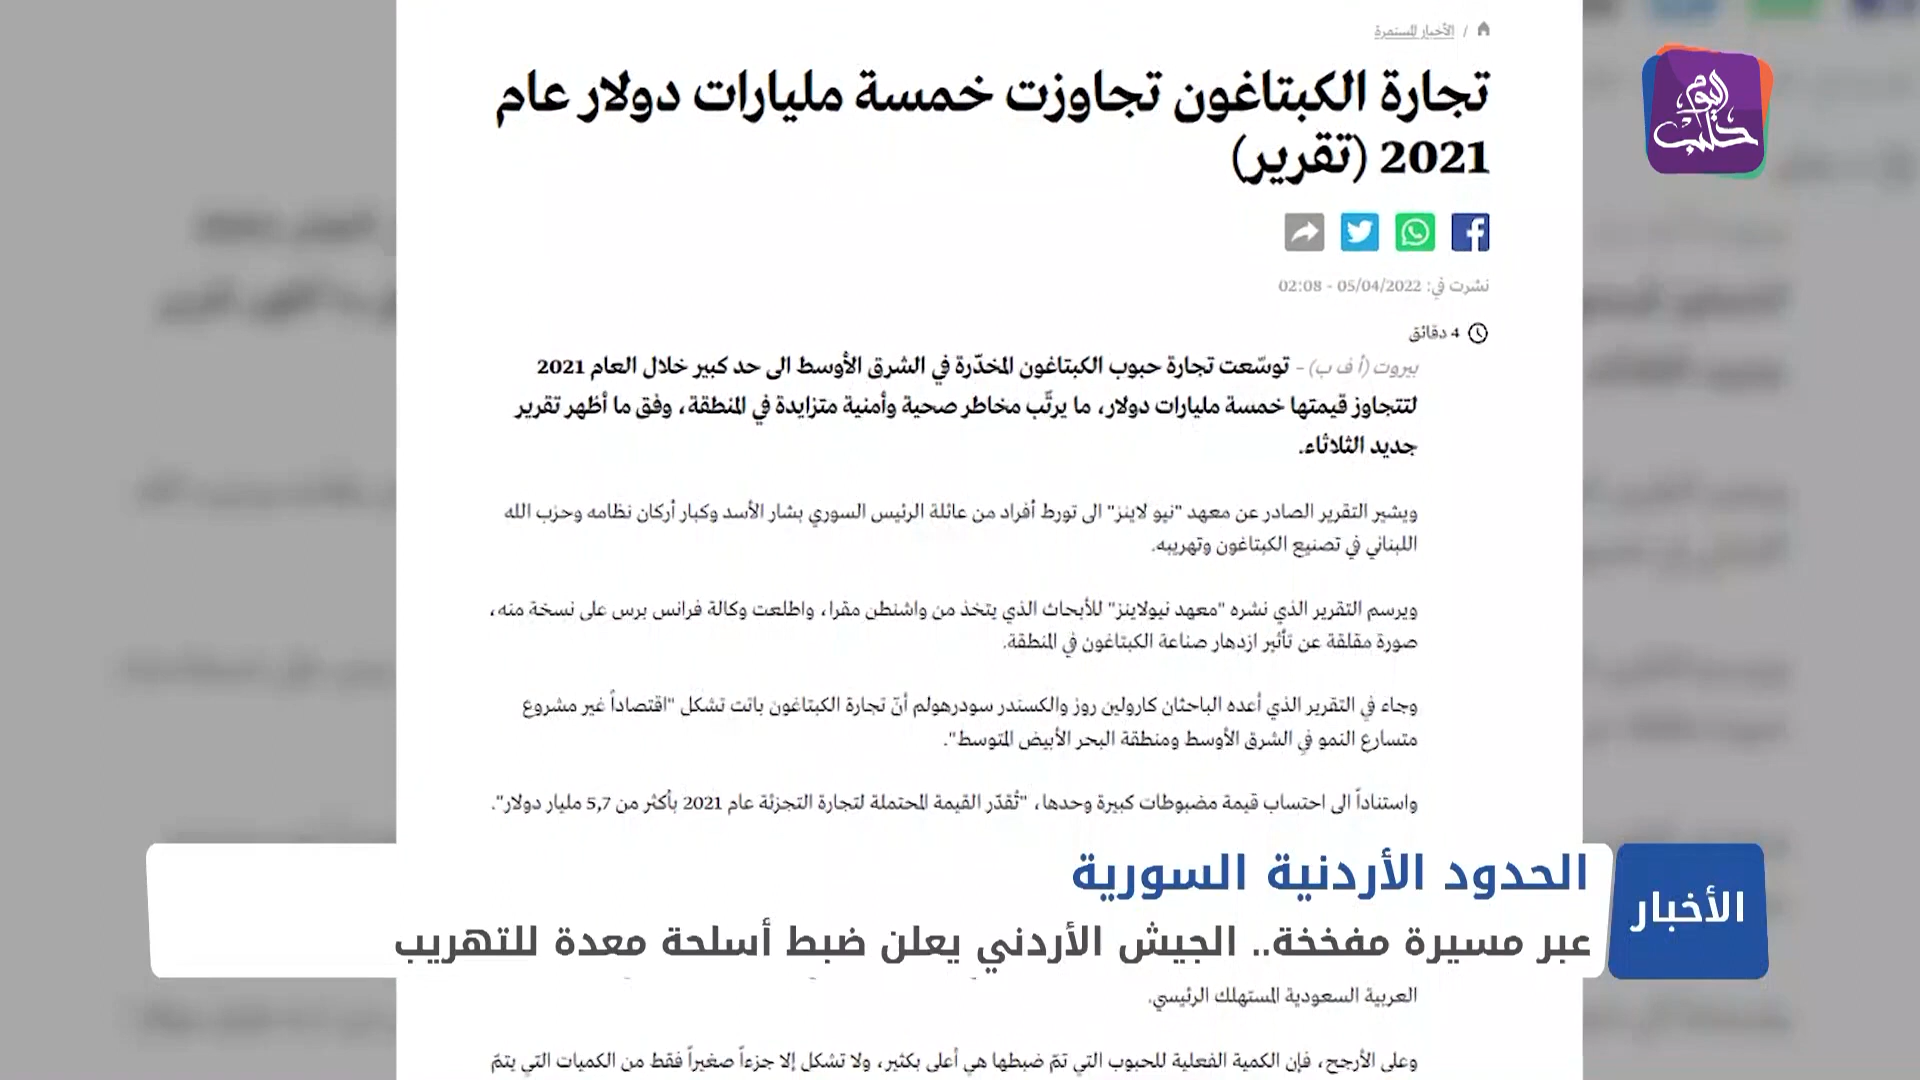 الأخبار المستمرة /
تجارة الكبتاغون تجاوزت خمسة مليارات دولار عام
2021 (تقرير)
حلب اليوم
نشرت في: 05/04/2022 - 02:08
4 دقائق
بيروت (أ ف ب) – توسّعت تجارة حبوب الكبتاغون المخدّرة في الشرق الأوسط الى حد كبير خلال العام 2021
لتتجاوز قيمتها خمسة مليارات دولار، ما يرتّب مخاطر صحية وأمنية متزايدة في المنطقة، وفق ما أظهر تقرير
جديد الثلاثاء.
ويشير التقرير الصادر عن معهد "نيو لاينز" الى تورط أفراد من عائلة الرئيس السوري بشار الأسد وكبار أركان نظامه وحزب الله
اللبناني في تصنيع الكبتاغون وتهريبه.
ويرسم التقرير الذي نشره "معهد نيولاينز" للأبحاث الذي يتخذ من واشنطن مقرا، واطلعت وكالة فرانس برس على نسخة منه،
صورة مقلقة عن تأثير ازدهار صناعة الكبتاغون في المنطقة.
وجاء في التقرير الذي أعده الباحثان كارولين روز والكسندر سودرهولم أنّ تجارة الكبتاغون باتت تشكل "اقتصاداً غير مشروع
متسارع النمو في الشرق الأوسط ومنطقة البحر الأبيض المتوسط".
واستناداً الى احتساب قيمة مضبوطات كبيرة وحدها، "تُقدّر القيمة المحتملة لتجارة التجزئة عام 2021 بأكثر من 5,7 مليار دولار".
الأخبار
الحدود الأردنية السورية
عبر مسيرة مفخخة.. الجيش الأردني يعلن ضبط أسلحة معدة للتهريب
العربية السعودية المستهلك الرئيسي.
وعلى الأرجح، فإن الكمية الفعلية للحبوب التي تمّ ضبطها هي أعلى بكثير، ولا تشكل إلا جزءاً صغيراً فقط من الكميات التي يتمّ